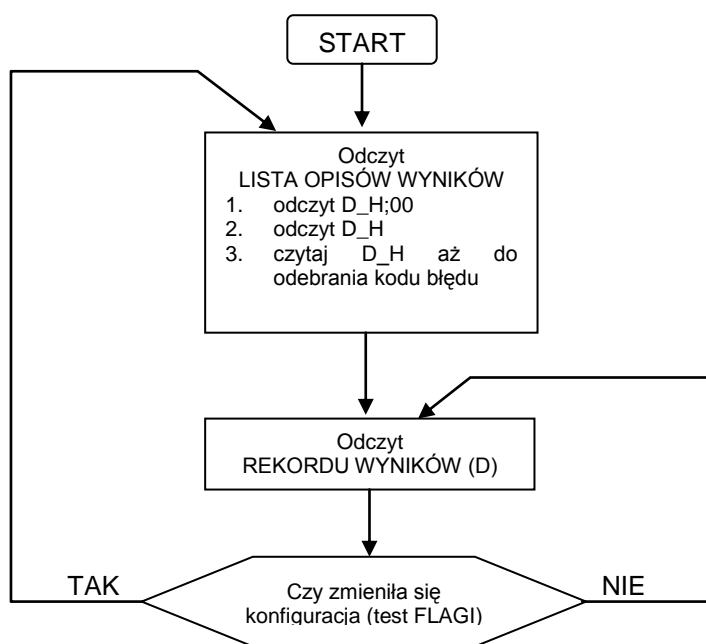 START
Odczyt
LISTA OPISÓW WYNIKÓW
1. odczyt D_H;00
2. odczyt D_H
3. czytaj D_H aż do
odebrania kodu błędu
Odczyt
REKORDU WYNIKÓW (D)
TAK
Czy zmieniła się
konfiguracja (test FLAGI)
NIE